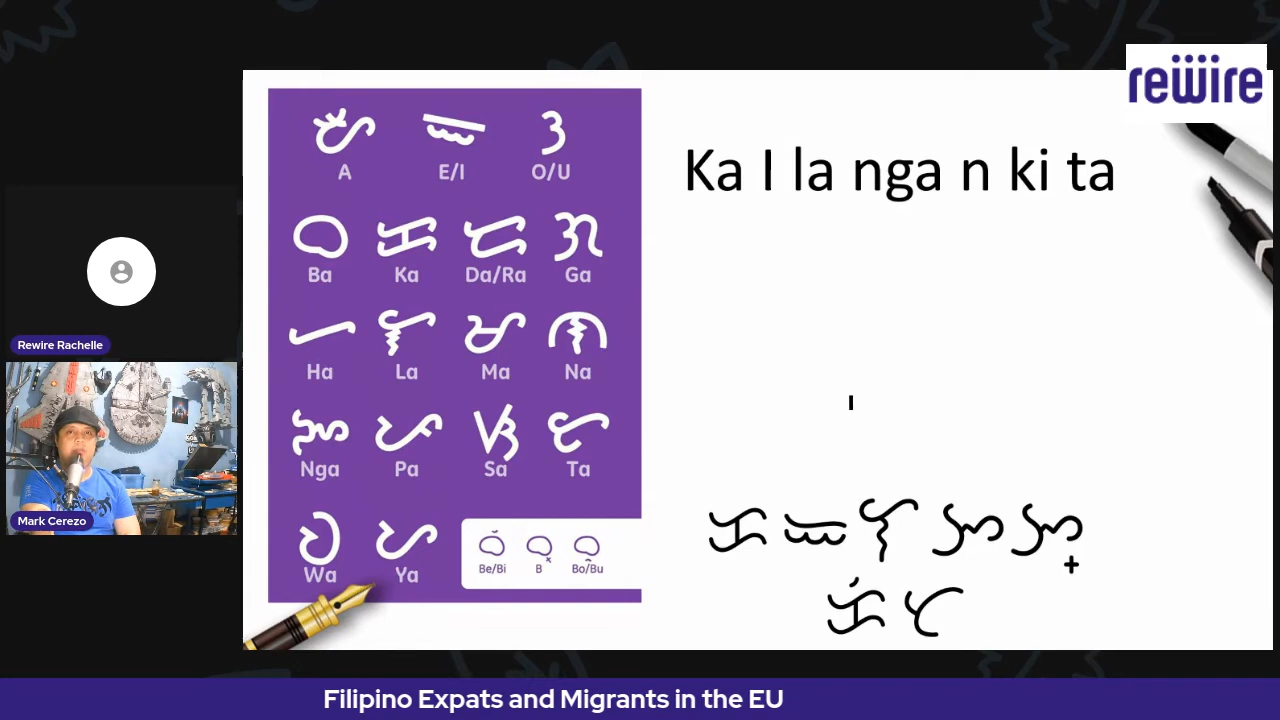 rewire
ᜀ ᜁ ᜂ
A E/I O/U
ᜊ ᜃ ᜇ ᜄ
Ba Ka Da/Ra Ga
ᜑ ᜎ ᜋ ᜈ
Ha La Ma Na
ᜅ ᜉ ᜐ ᜆ
Nga Pa Sa Ta
ᜏ ᜌ
Wa Ya
ᜊᜒ ᜊ᜔ ᜊᜓ
Be/Bi B Bo/Bu
Ka I la nga n ki ta
ᜃᜁᜎᜅᜅ᜔
ᜃᜒᜆ
Rewire Rachelle
Mark Cerezo
Filipino Expats and Migrants in the EU